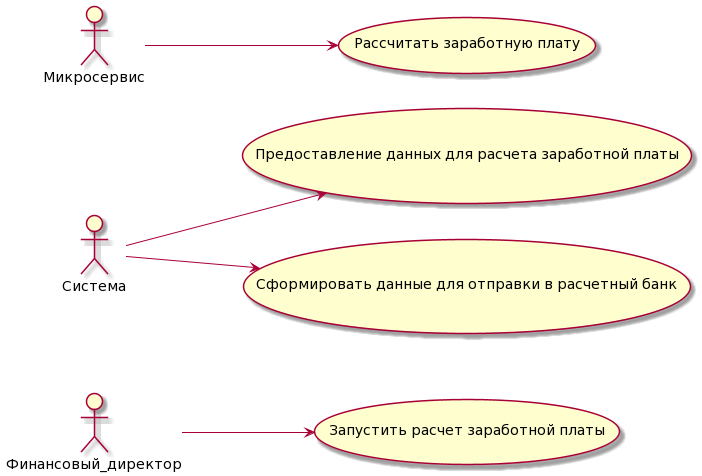 Рассчитать заработную плату
Микросервис
Предоставление данных для расчета заработной платы
Система
Сформировать данные для отправки в расчетный банк
Запустить расчет заработной платы
Финансовый_директор